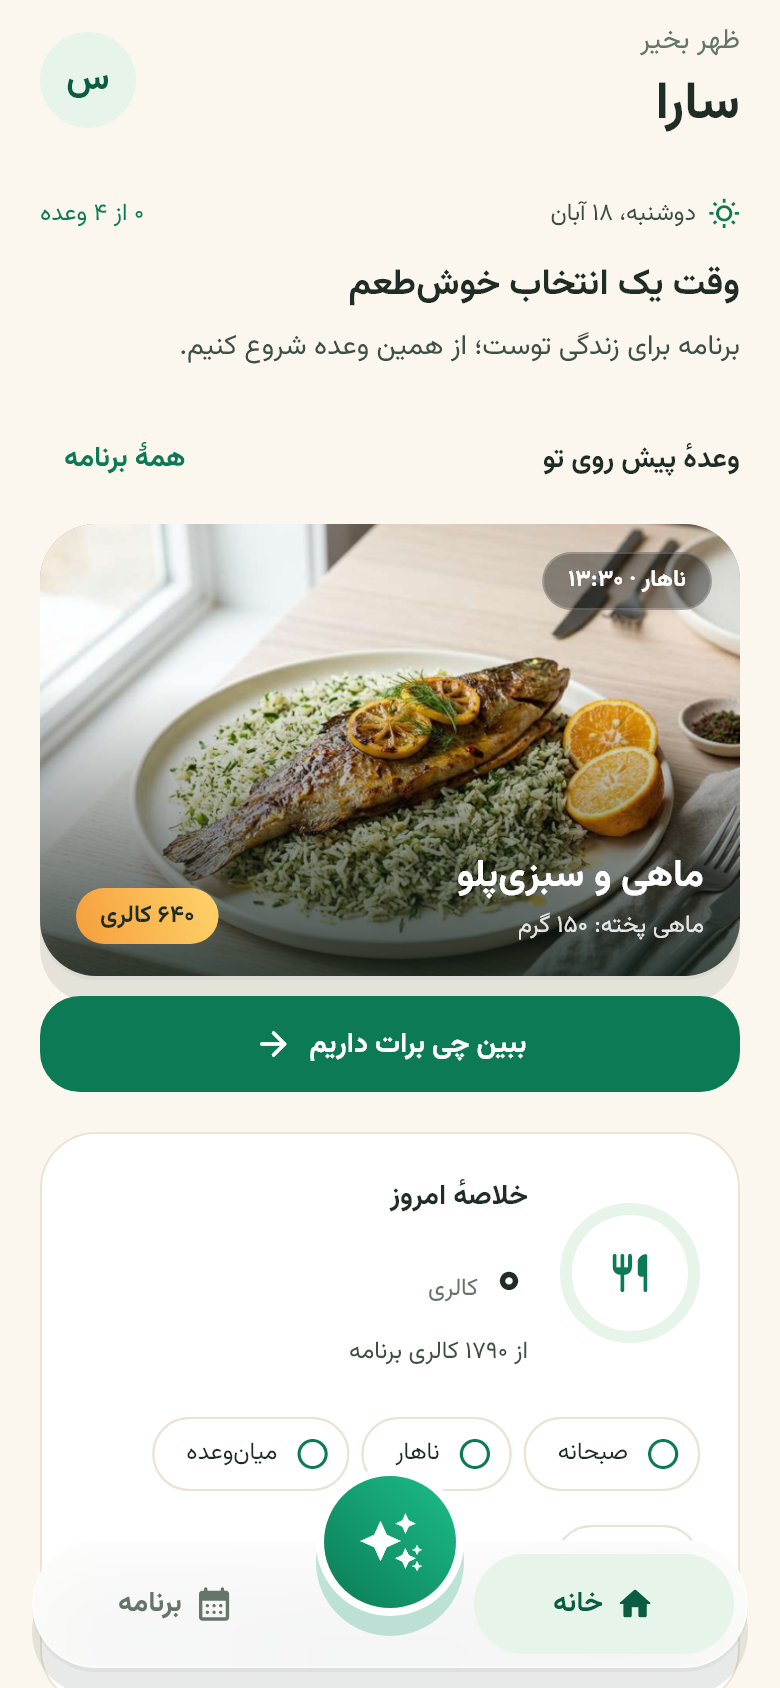 ظهر بخیر
سارا
س
دوشنبه، ۱۸ آبان
۰ از ۴ وعده
وقت یک انتخاب خوش‌طعم
برنامه برای زندگی توست؛ از همین وعده شروع کنیم.
وعدهٔ پیش روی تو
همهٔ برنامه
ناهار · ۱۳:۳۰
ماهی و سبزی‌پلو
ماهی پخته: ۱۵۰ گرم
۶۴۰ کالری
ببین چی برات داریم
خلاصهٔ امروز
۰ کالری
از ۱۷۹۰ کالری برنامه
صبحانه
ناهار
میان‌وعده
خانه
برنامه